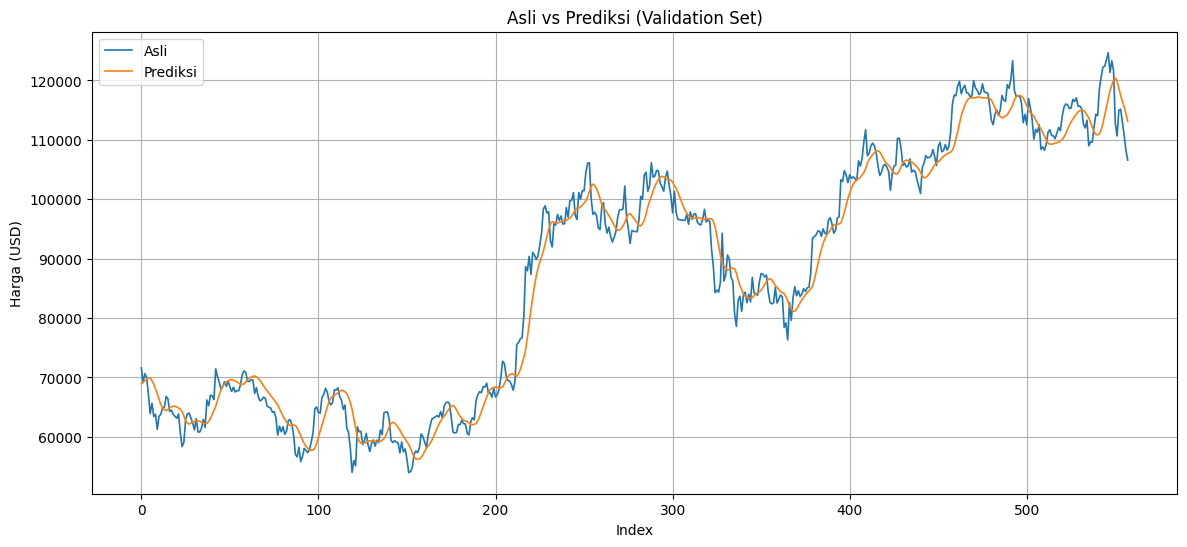 Asli vs Prediksi (Validation Set)
Asli
Prediksi
Harga (USD)
120000
110000
100000
90000
80000
70000
60000
0 100 200 300 400 500
Index